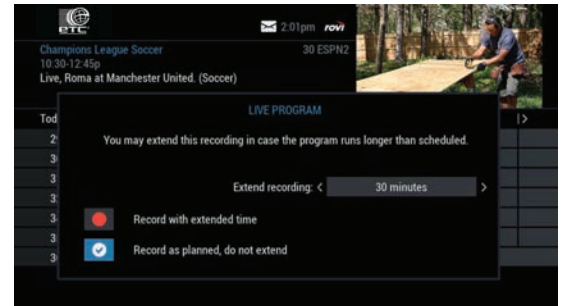 etc
2:01pm rovi
Champions League Soccer 30 ESPN2
10:30-12:45p
Live, Roma at Manchester United. (Soccer)
Tod
LIVE PROGRAM
You may extend this recording in case the program runs longer than scheduled.
Extend recording: < 30 minutes >
Record with extended time
Record as planned, do not extend